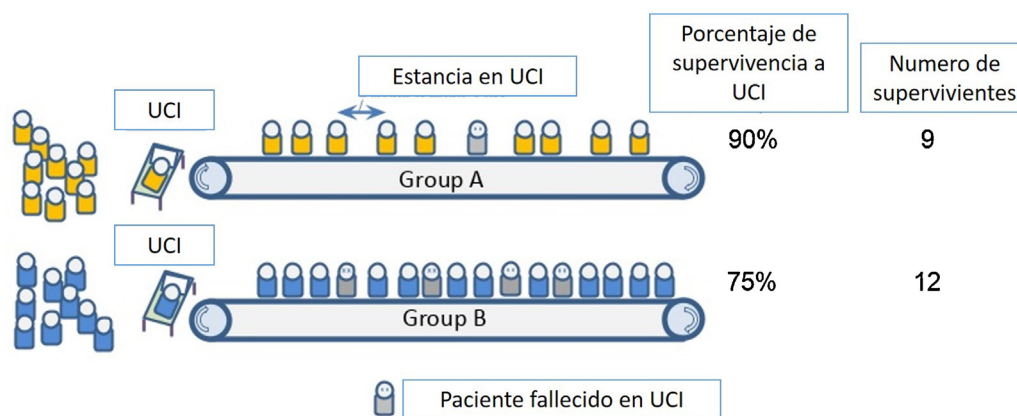 Porcentaje de
supervivencia a
UCI
Numero de
supervivientes
Estancia en UCI
UCI
90%
9
Group A
UCI
75%
12
Group B
Paciente fallecido en UCI